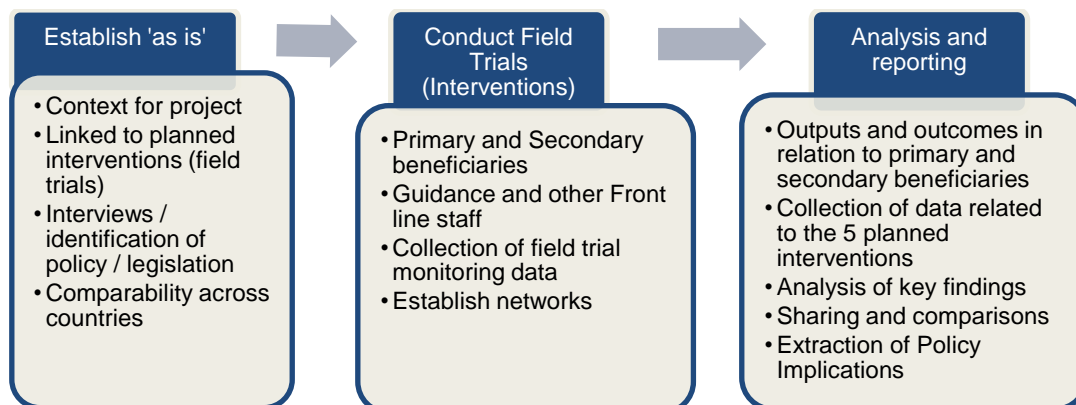 Establish 'as is'
• Context for project
• Linked to planned
interventions (field
trials)
• Interviews /
identification of
policy / legislation
• Comparability across
countries
Conduct Field
Trials
(Interventions)
• Primary and Secondary
beneficiaries
• Guidance and other Front
line staff
• Collection of field trial
monitoring data
• Establish networks
Analysis and
reporting
• Outputs and outcomes in
relation to primary and
secondary beneficiaries
• Collection of data related
to the 5 planned
interventions
• Analysis of key findings
• Sharing and comparisons
• Extraction of Policy
Implications